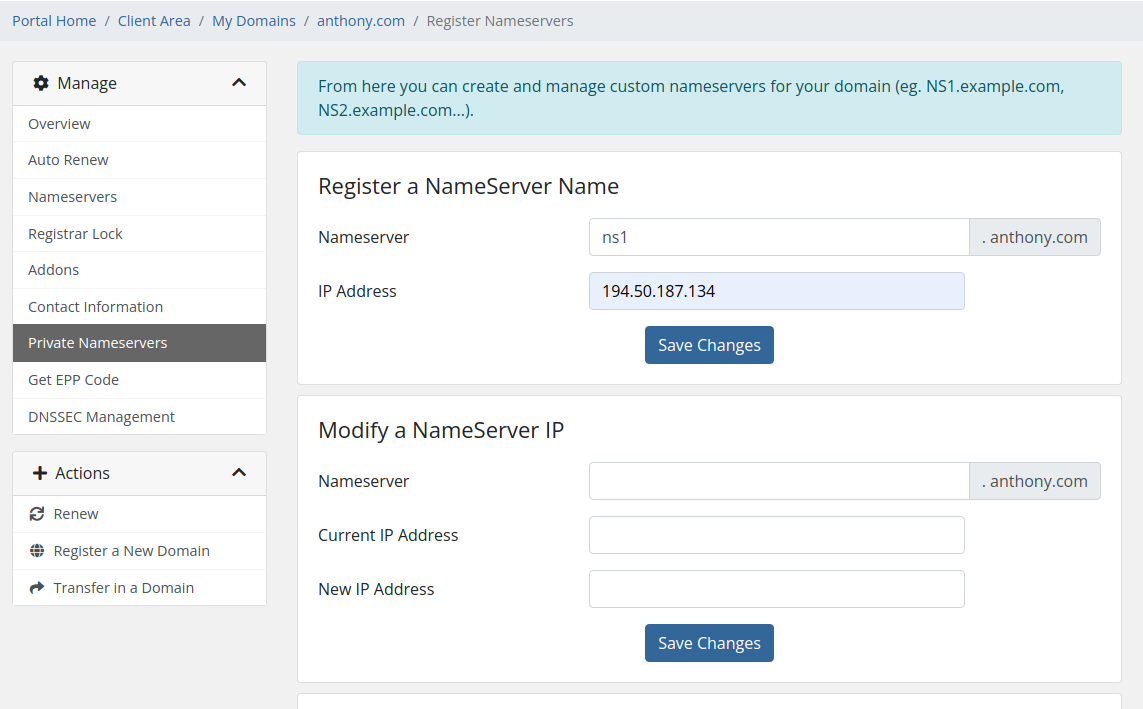 Portal Home / Client Area / My Domains / anthony.com / Register Nameservers
Manage
Overview
Auto Renew
Nameservers
Registrar Lock
Addons
Contact Information
Private Nameservers
Get EPP Code
DNSSEC Management
Actions
Renew
Register a New Domain
Transfer in a Domain
From here you can create and manage custom nameservers for your domain (eg. NS1.example.com,
NS2.example.com...).
Register a NameServer Name
Nameserver ns1 . anthony.com
IP Address 194.50.187.134
Save Changes
Modify a NameServer IP
Nameserver . anthony.com
Current IP Address
New IP Address
Save Changes